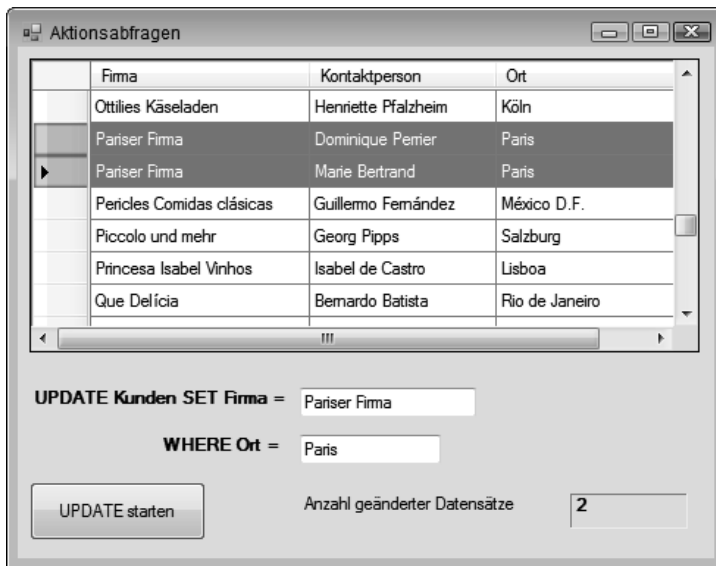 Aktionsabfragen
Firma Kontaktperson Ort
Ottilies Käseladen Henriette Pfalzheim Köln
Pariser Firma Dominique Perrier Paris
Pariser Firma Marie Bertrand Paris
Pericles Comidas clásicas Guillermo Fernández México D.F.
Piccolo und mehr Georg Pipps Salzburg
Princesa Isabel Vinhos Isabel de Castro Lisboa
Que Delícia Bernardo Batista Rio de Janeiro
UPDATE Kunden SET Firma = Pariser Firma
WHERE Ort = Paris
UPDATE starten Anzahl geänderter Datensätze 2